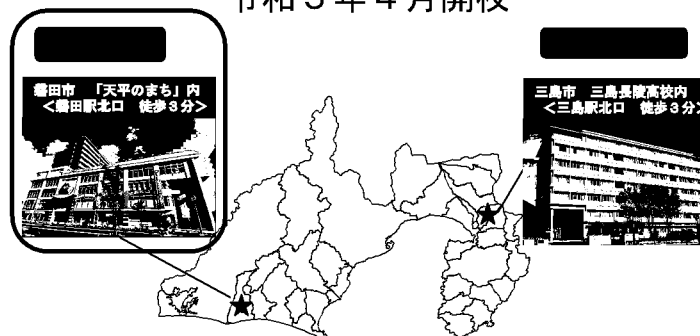 令和5年4月開校
磐田市　「天平のまち」内
＜磐田駅北口　徒歩３分＞
三島市　三島長陵高校内
＜三島駅北口　徒歩３分＞